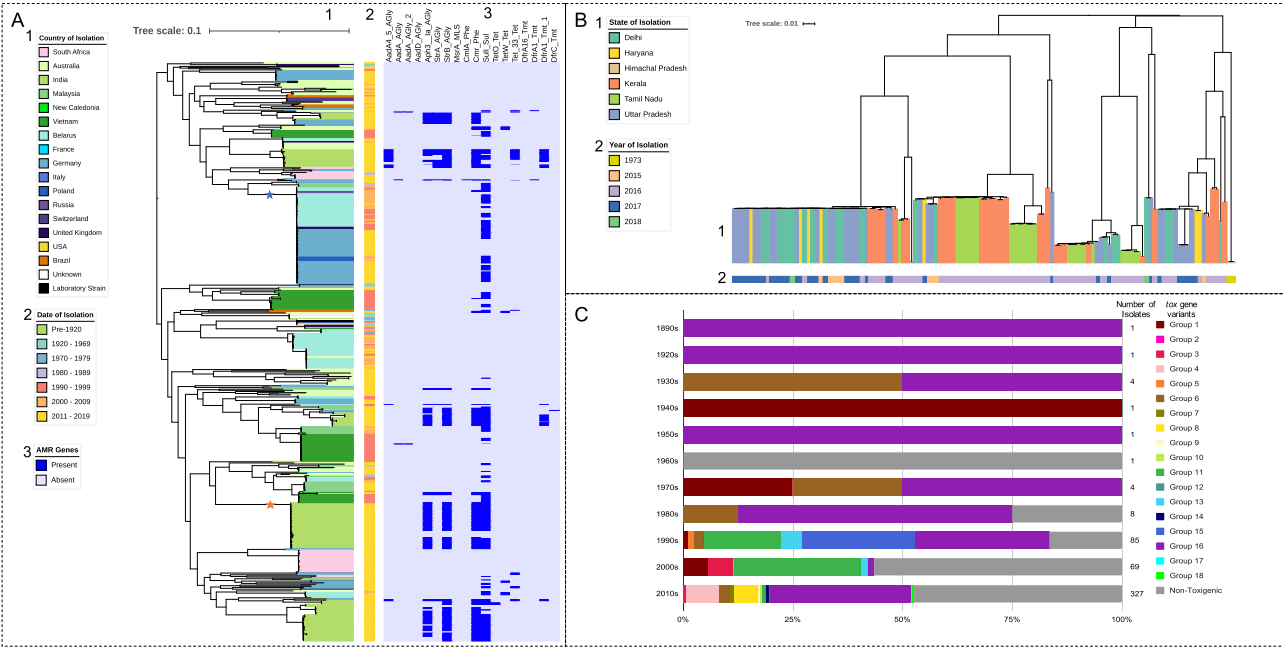 A
1
2
3
Tree scale: 0.1
AadA4_5_AGly
AadA_AGly
AadA_AGly_2
AadD_AGly
Aph3__Ia_AGly
StrA_AGly
StrB_AGly
MsrA_MLS
CmlA_Phe
Cmr_Phe
SulI_Sul
TetO_Tet
TetW_Tet
Tet_33_Tet
DfrA16_Tmt
DfrA1_Tmt
DfrA1_Tmt_1
DfrC_Tmt
1
Country of Isolation
South Africa
Australia
India
Malaysia
New Caledonia
Vietnam
Belarus
France
Germany
Italy
Poland
Russia
Switzerland
United Kingdom
USA
Brazil
Unknown
Laboratory Strain
2
Date of Isolation
Pre-1920
1920 - 1969
1970 - 1979
1980 - 1989
1990 - 1999
2000 - 2009
2011 - 2019
3
AMR Genes
Present
Absent
B
1
State of Isolation
Delhi
Haryana
Himachal Pradesh
Kerala
Tamil Nadu
Uttar Pradesh
2
Year of Isolation
1973
2015
2016
2017
2018
Tree scale: 0.01
1
2
C
Number of
Isolates
tox gene
variants
1890s
1
1920s
1
1930s
4
1940s
1
1950s
1
1960s
1
1970s
4
1980s
8
1990s
85
2000s
69
2010s
327
0%
25%
50%
75%
100%
Group 1
Group 2
Group 3
Group 4
Group 5
Group 6
Group 7
Group 8
Group 9
Group 10
Group 11
Group 12
Group 13
Group 14
Group 15
Group 16
Group 17
Group 18
Non-Toxigenic